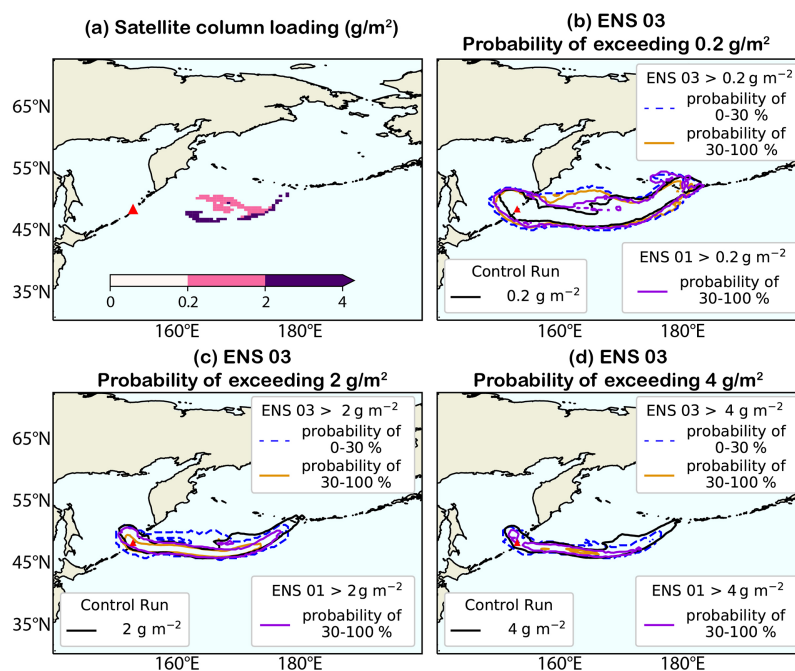 (a) Satellite column loading (g/m²)
65°N
55°N
45°N
35°N
0
0.2
2
4
160°E
180°E
(b) ENS 03
Probability of exceeding 0.2 g/m²
ENS 03 > 0.2 g m⁻²
probability of
0-30 %
probability of
30-100 %
Control Run
0.2 g m⁻²
ENS 01 > 0.2 g m⁻²
probability of
30-100 %
160°E
180°E
(c) ENS 03
Probability of exceeding 2 g/m²
65°N
55°N
45°N
35°N
ENS 03 > 2 g m⁻²
probability of
0-30 %
probability of
30-100 %
Control Run
2 g m⁻²
ENS 01 > 2 g m⁻²
probability of
30-100 %
160°E
180°E
(d) ENS 03
Probability of exceeding 4 g/m²
ENS 03 > 4 g m⁻²
probability of
0-30 %
probability of
30-100 %
Control Run
4 g m⁻²
ENS 01 > 4 g m⁻²
probability of
30-100 %
160°E
180°E